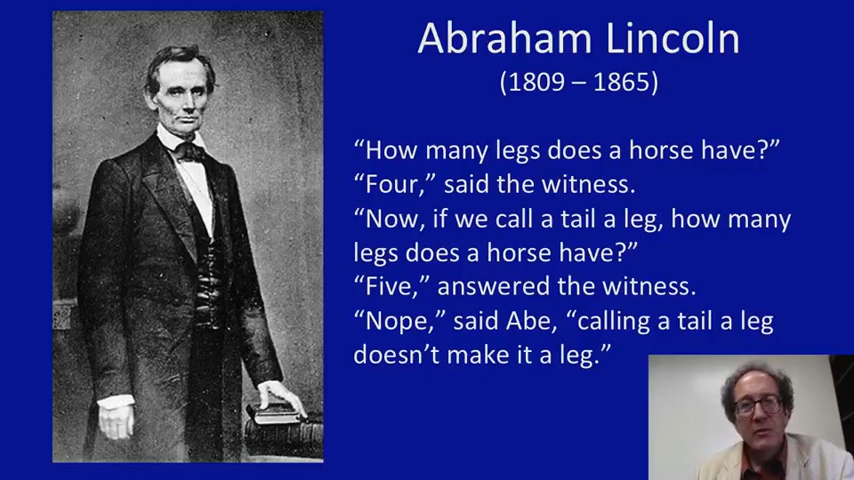 Abraham Lincoln
(1809 – 1865)
“How many legs does a horse have?”
“Four,” said the witness.
“Now, if we call a tail a leg, how many
legs does a horse have?”
“Five,” answered the witness.
“Nope,” said Abe, “calling a tail a leg
doesn’t make it a leg.”